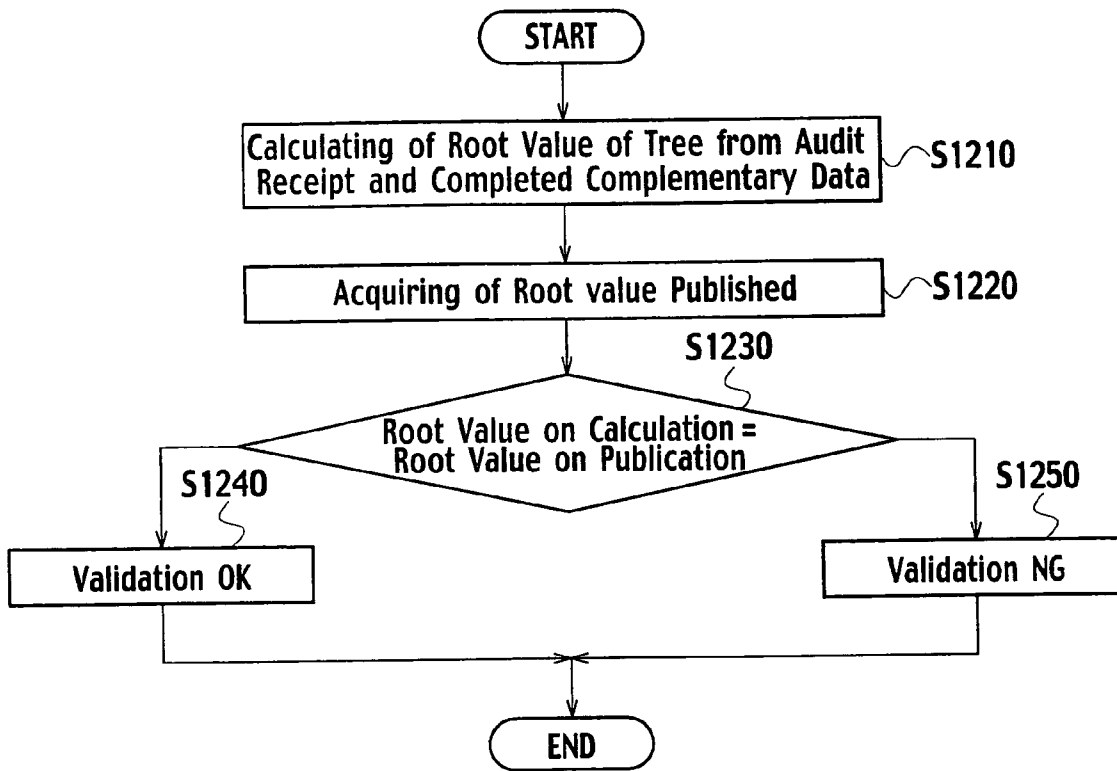 START
Calculating of Root Value of Tree from Audit
Receipt and Completed Complementary Data
S1210
Acquiring of Root value Published
S1220
S1230
Root Value on Calculation =
Root Value on Publication
S1240
S1250
Validation OK
Validation NG
END